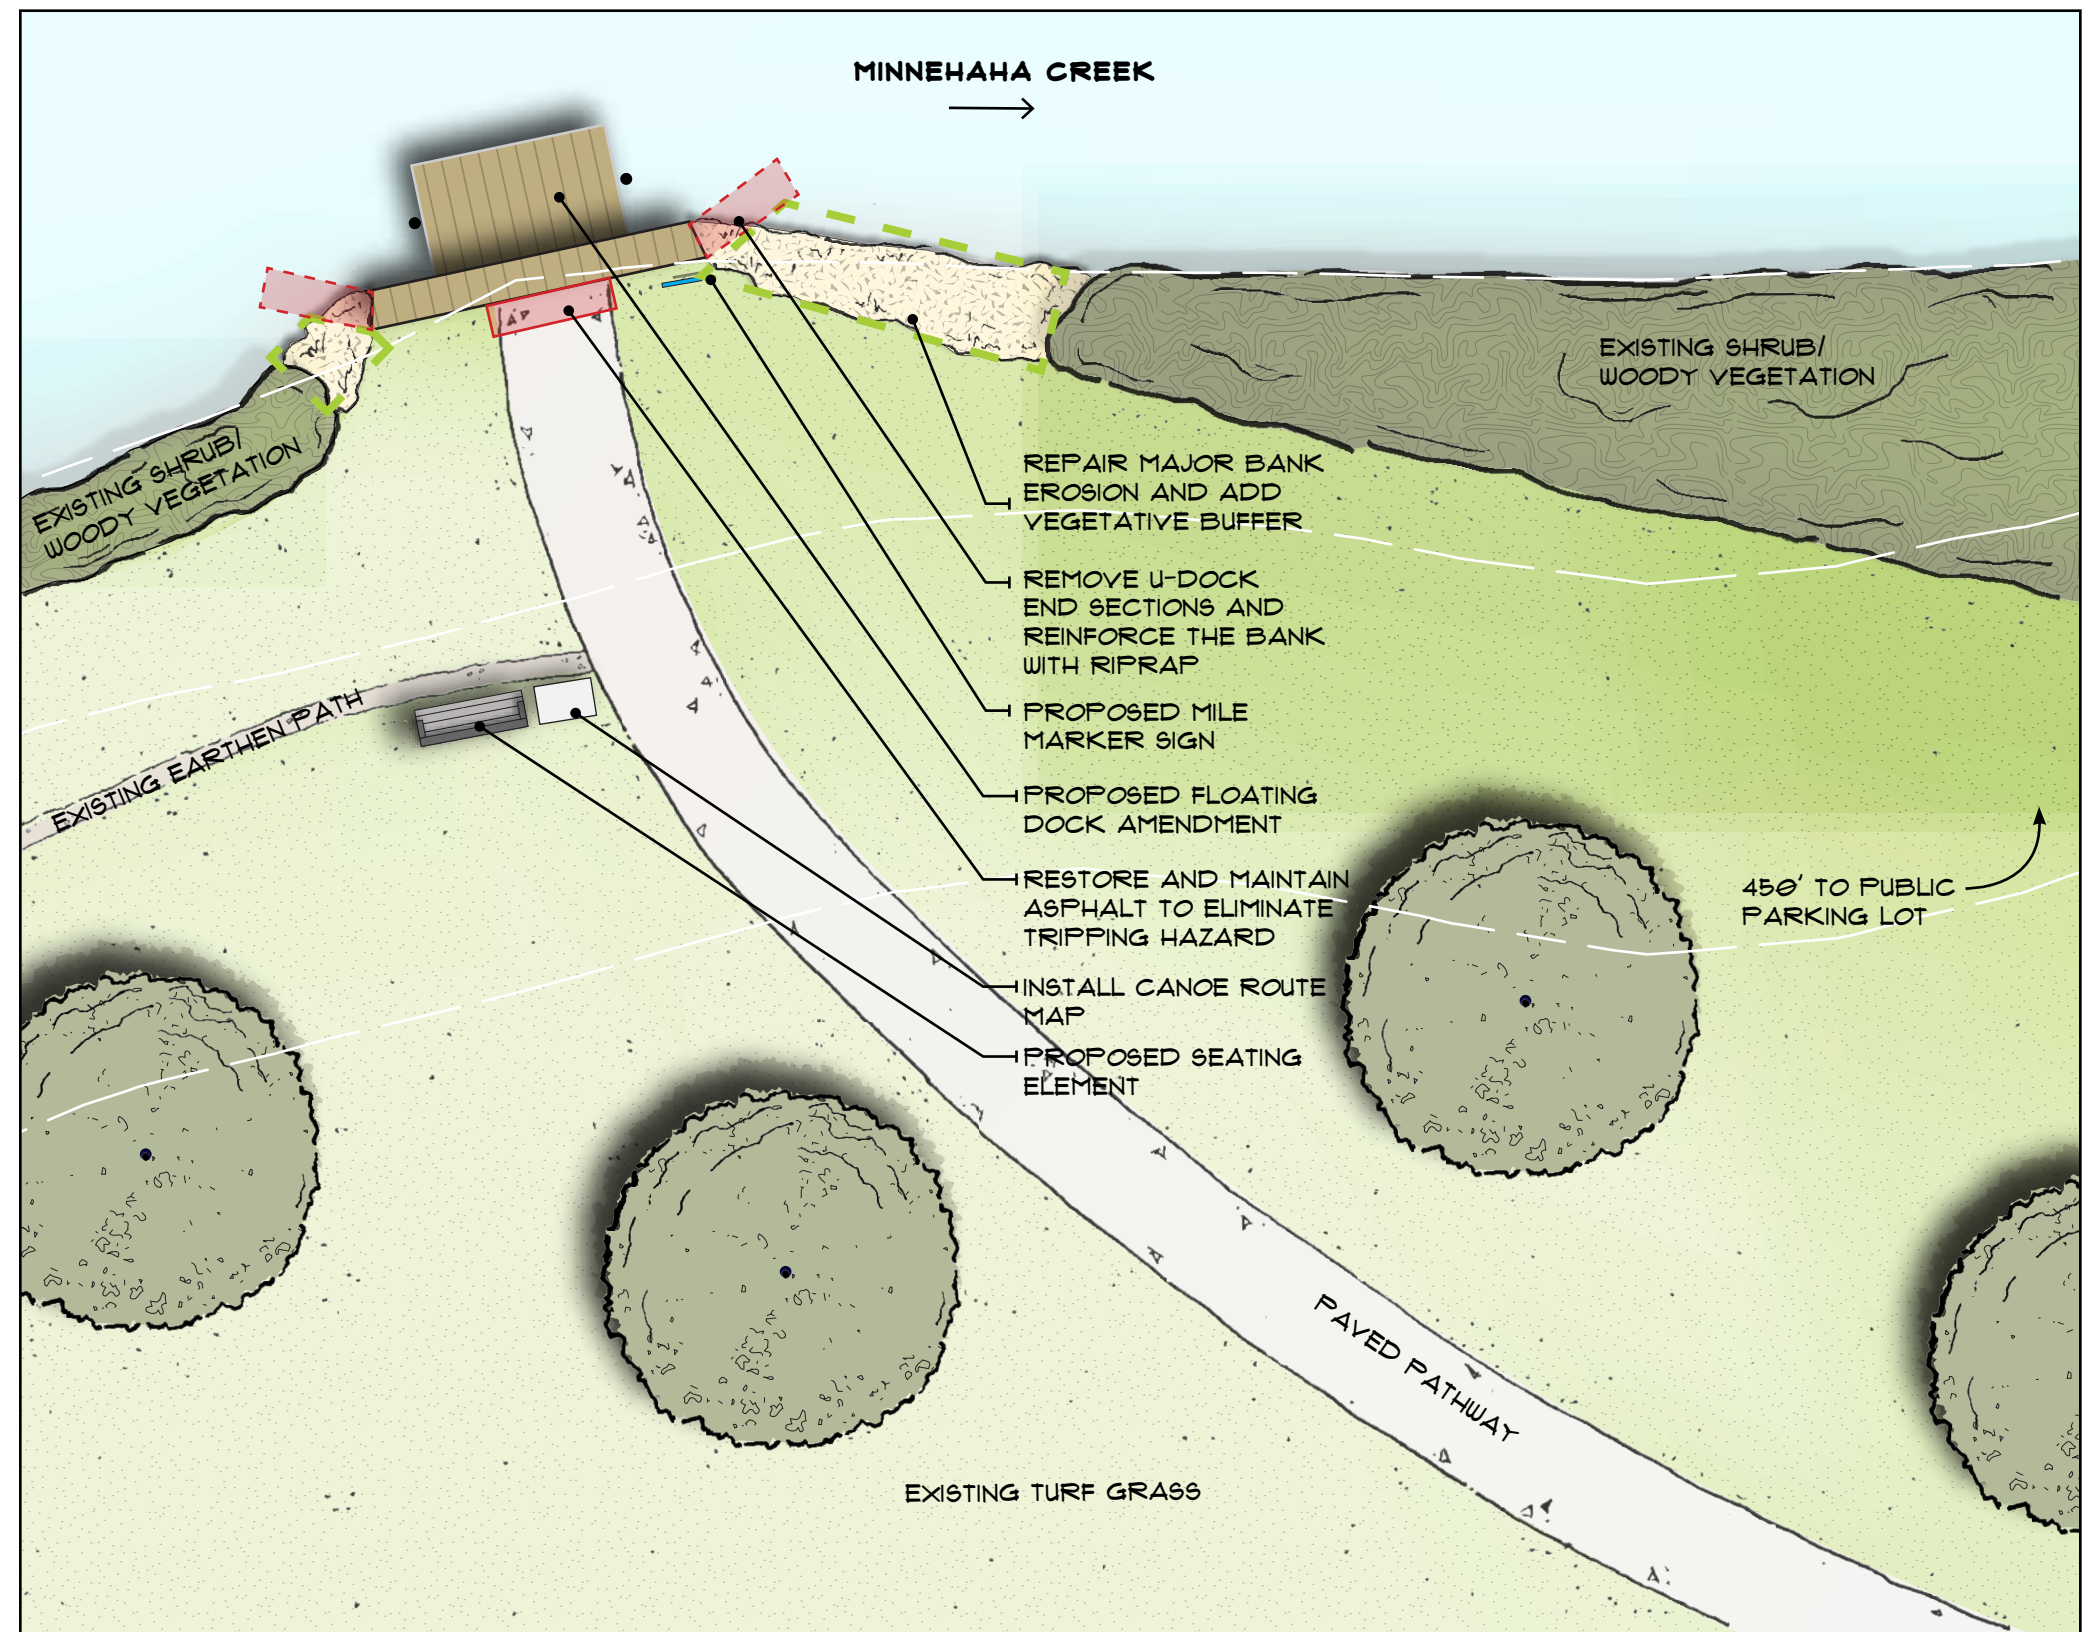 MINNEHAHA CREEK
EXISTING SHRUB/
WOODY VEGETATION
EXISTING SHRUB/
WOODY VEGETATION
REPAIR MAJOR BANK
EROSION AND ADD
VEGETATIVE BUFFER
REMOVE U-DOCK
END SECTIONS AND
REINFORCE THE BANK
WITH RIPRAP
PROPOSED MILE
MARKER SIGN
EXISTING EARTHEN PATH
PROPOSED FLOATING
DOCK AMENDMENT
RESTORE AND MAINTAIN
ASPHALT TO ELIMINATE
TRIPPING HAZARD
450' TO PUBLIC
PARKING LOT
INSTALL CANOE ROUTE
MAP
PROPOSED SEATING
ELEMENT
PAVED PATHWAY
EXISTING TURF GRASS